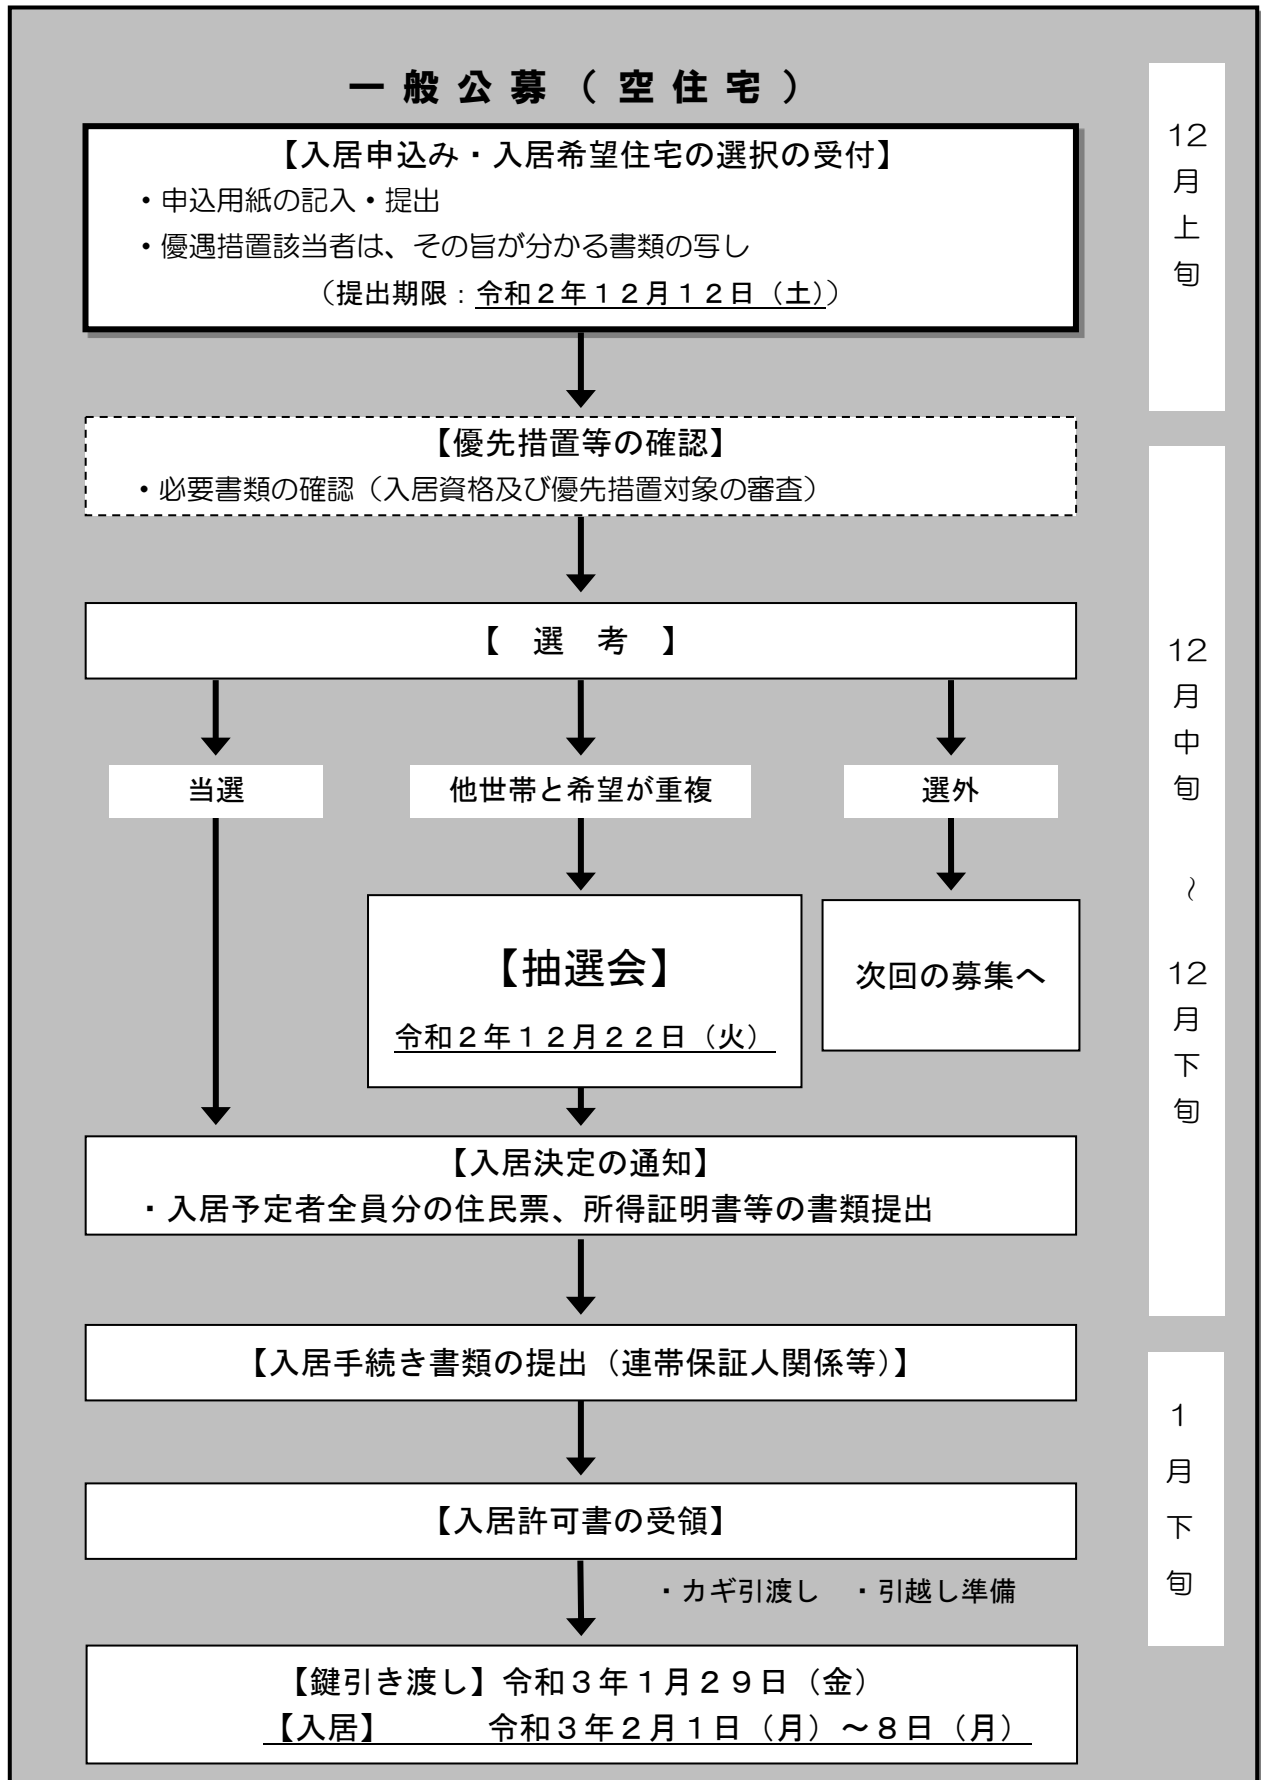 一般公募（空住宅）
【入居申込み・入居希望住宅の選択の受付】
・申込用紙の記入・提出
・優遇措置該当者は、その旨が分かる書類の写し
（提出期限：令和２年１２月１２日（土））
【優先措置等の確認】
・必要書類の確認（入居資格及び優先措置対象の審査）
【　選　考　】
当選
他世帯と希望が重複
選外
【抽選会】
令和２年１２月２２日（火）
次回の募集へ
【入居決定の通知】
・入居予定者全員分の住民票、所得証明書等の書類提出
【入居手続き書類の提出（連帯保証人関係等）】
【入居許可書の受領】
・カギ引渡し　・引越し準備
【鍵引き渡し】令和３年１月２９日（金）
【入居】　令和３年２月１日（月）～８日（月）
12月上旬
12月中旬　～　12月下旬
1月下旬